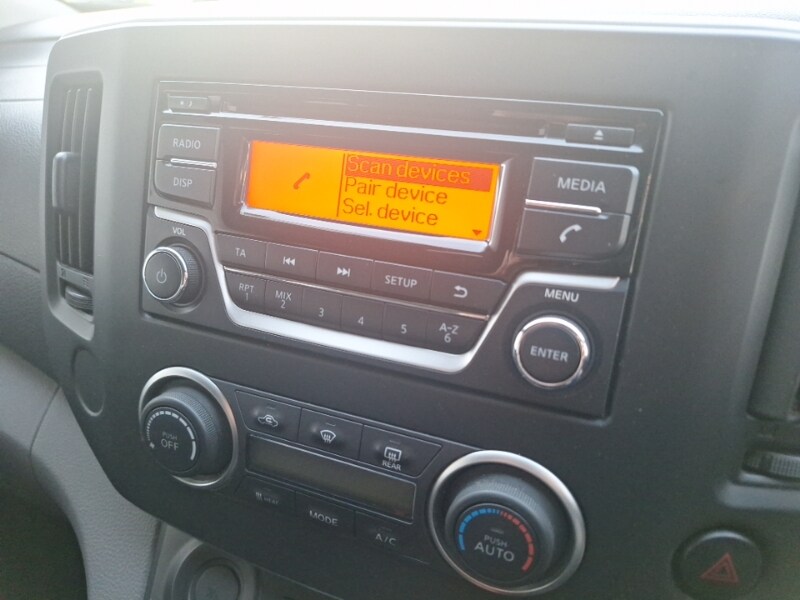 RADIO
DISP
Scan devices
Pair device
Sel. device
MEDIA
VOL
TA
SETUP
MENU
RPT
1
MIX
2
3
4
5
A-Z
6
ENTER
PUSH
OFF
REAR
MODE
A/C
PUSH
AUTO